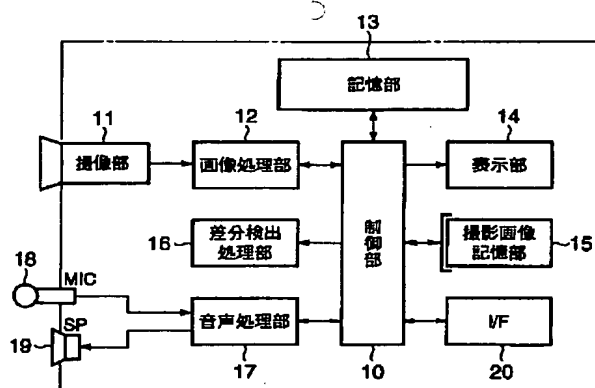 13
記憶部
11
12
14
撮像部
画像処理部
表示部
16
差分検出
処理部
制御部
撮影画像
記憶部
15
18
MIC
SP
19
音声処理部
I/F
17
10
20